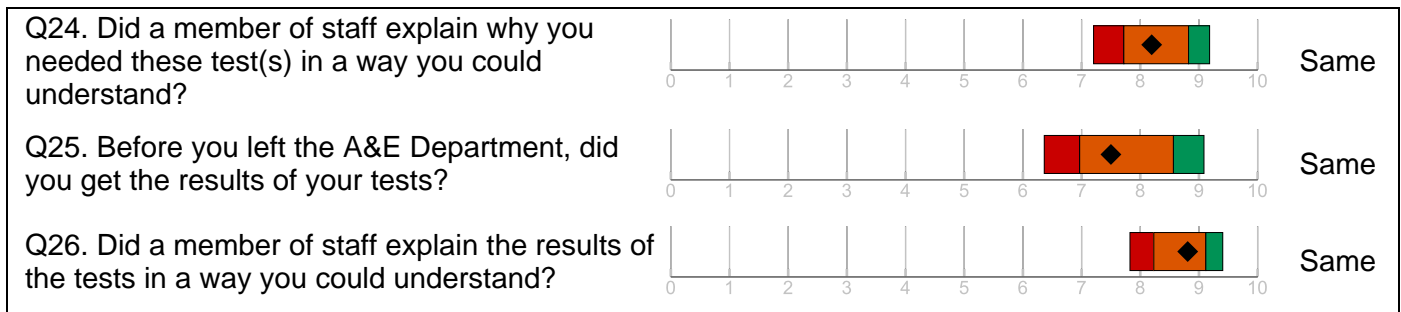 Q24. Did a member of staff explain why you
needed these test(s) in a way you could
understand?
0 1 2 3 4 5 6 7 8 9 10
Same
Q25. Before you left the A&E Department, did
you get the results of your tests?
0 1 2 3 4 5 6 7 8 9 10
Same
Q26. Did a member of staff explain the results of
the tests in a way you could understand?
0 1 2 3 4 5 6 7 8 9 10
Same